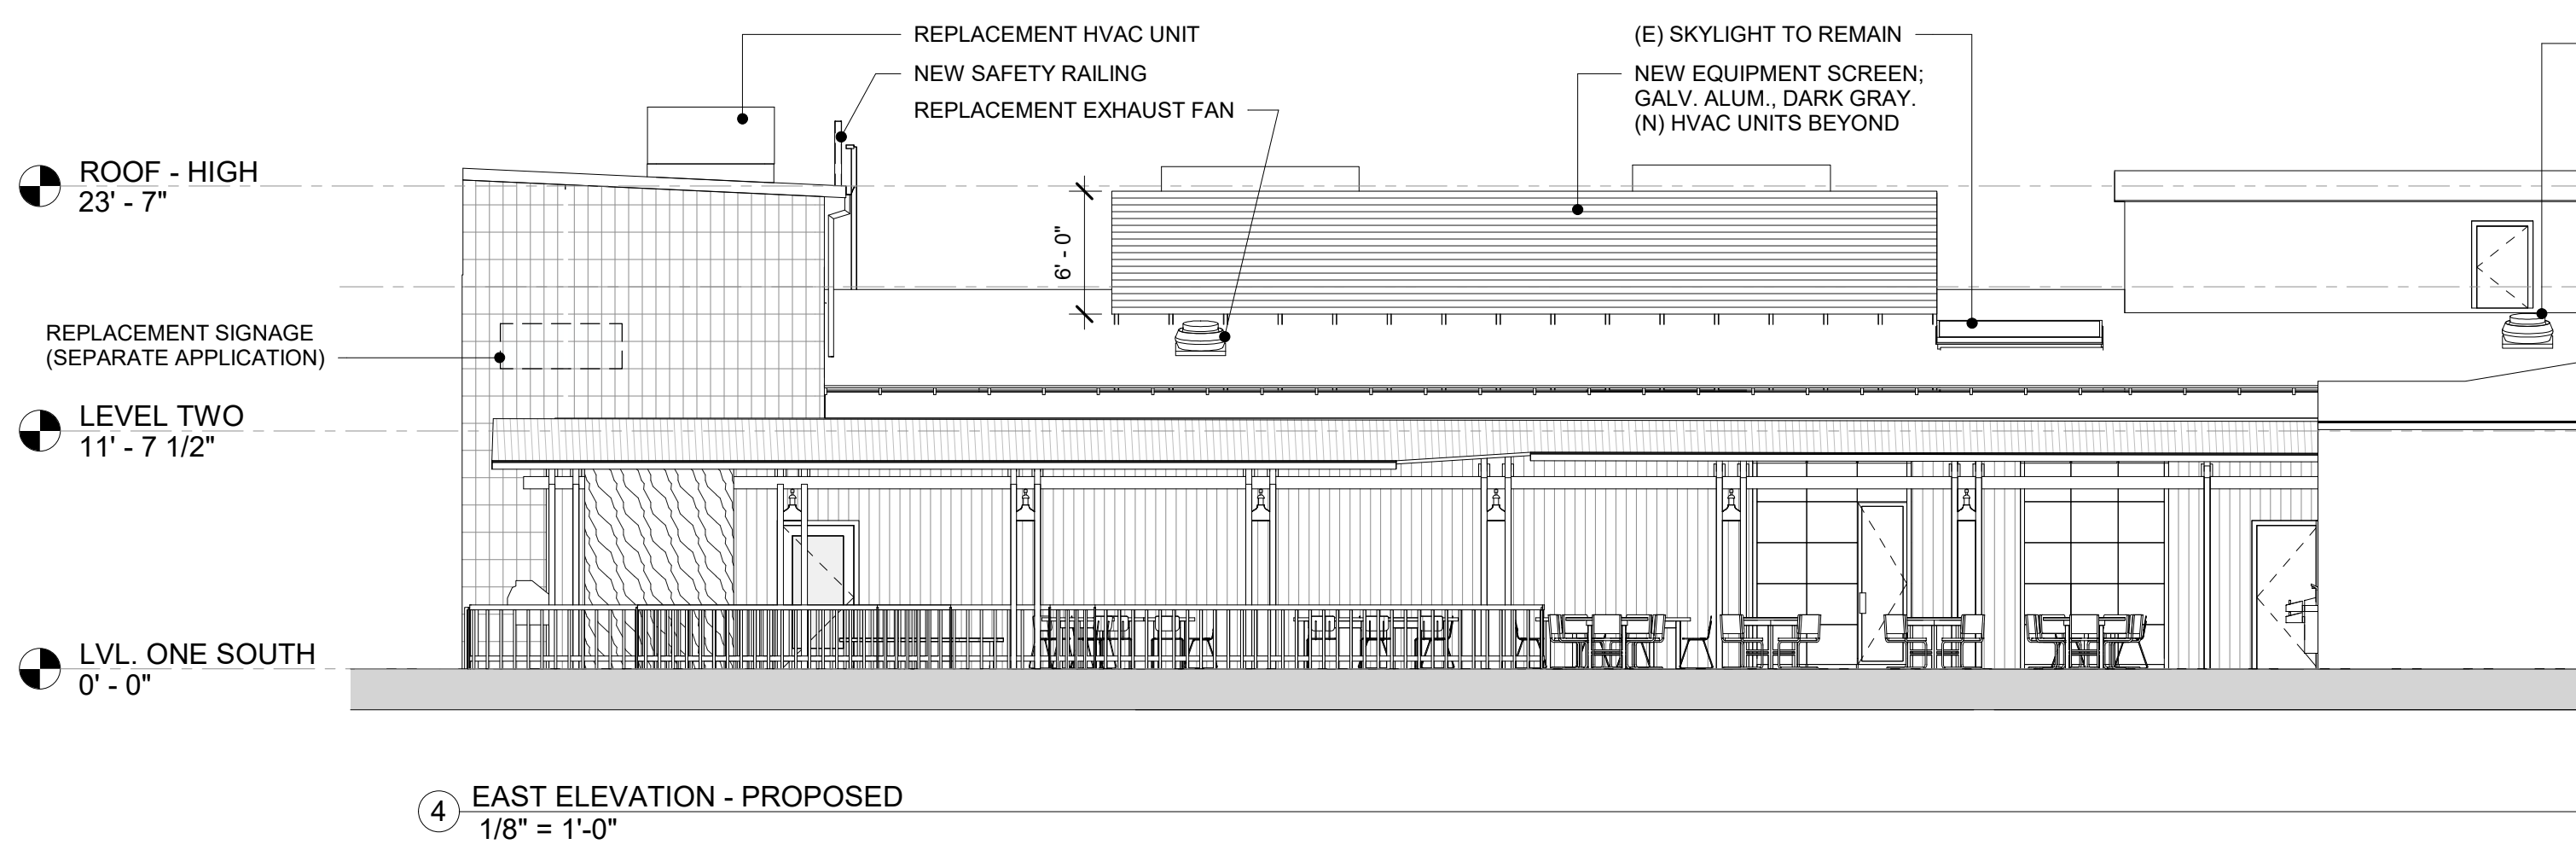 REPLACEMENT HVAC UNIT
NEW SAFETY RAILING
REPLACEMENT EXHAUST FAN
(E) SKYLIGHT TO REMAIN
NEW EQUIPMENT SCREEN;
GALV. ALUM., DARK GRAY.
(N) HVAC UNITS BEYOND
ROOF - HIGH
23' - 7"
6' - 0"
REPLACEMENT SIGNAGE
(SEPARATE APPLICATION)
LEVEL TWO
11' - 7 1/2"
LVL. ONE SOUTH
0' - 0"
4
EAST ELEVATION - PROPOSED
1/8" = 1'-0"